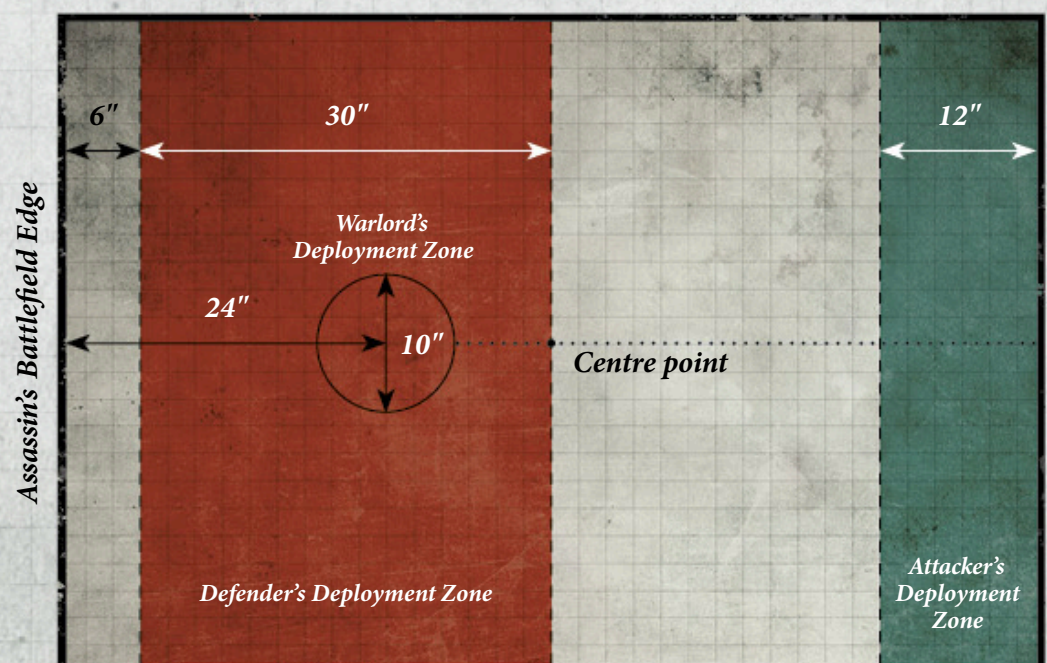 6"
30"
12"
Warlord's
Deployment Zone
24"
10"
Centre point
Assassin's Battlefield Edge
Defender's Deployment Zone
Attacker's
Deployment
Zone